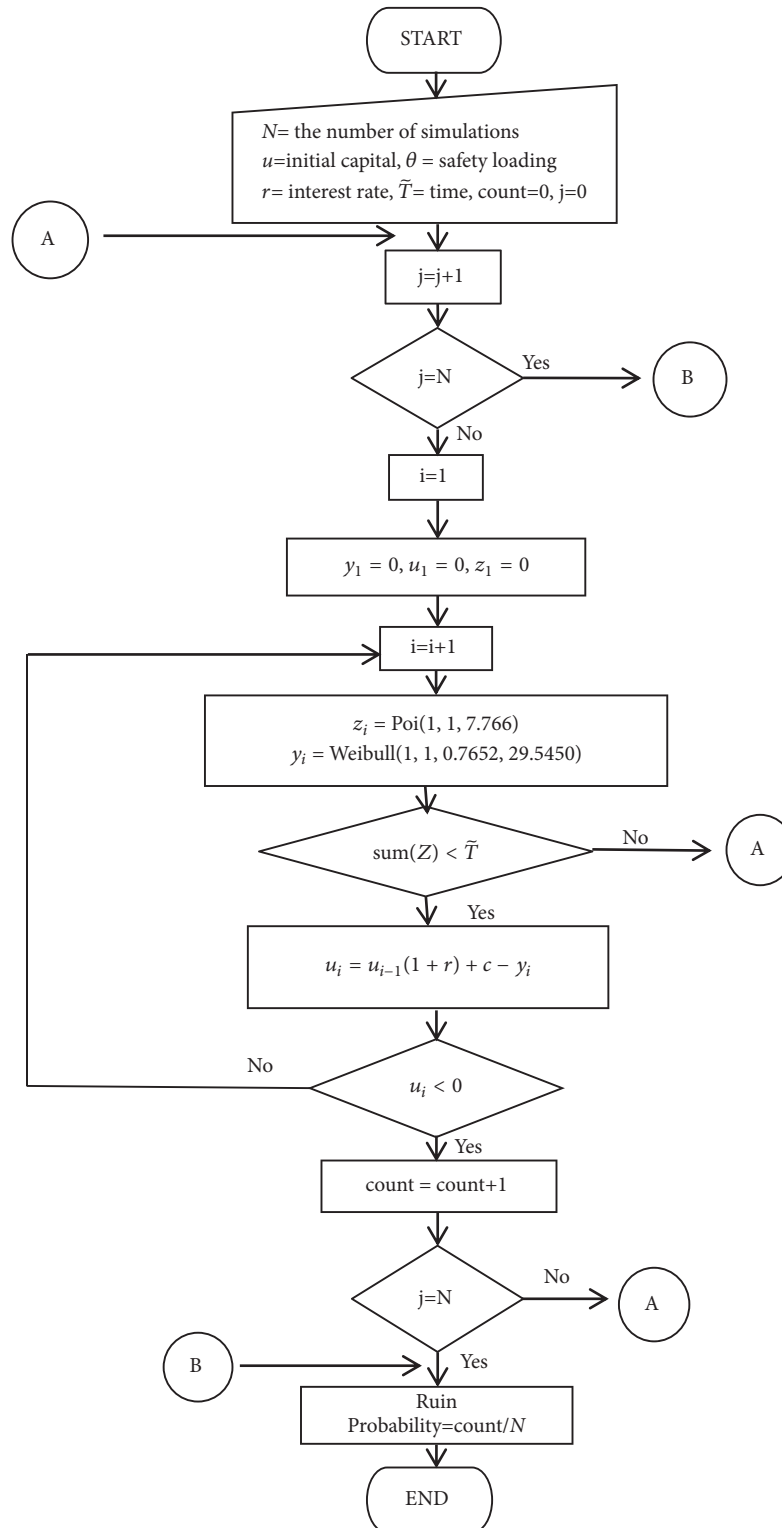 START
N= the number of simulations
u=initial capital, θ = safety loading
r= interest rate, T̃= time, count=0, j=0
A
j=j+1
j=N
Yes
B
No
i=1
y₁ = 0, u₁ = 0, z₁ = 0
i=i+1
zᵢ = Poi(1, 1, 7.766)
yᵢ = Weibull(1, 1, 0.7652, 29.5450)
sum(Z) < T̃
No
A
Yes
uᵢ = uᵢ₋₁(1 + r) + c − yᵢ
No
uᵢ < 0
Yes
count = count+1
j=N
No
A
B
Yes
Ruin
Probability=count/N
END